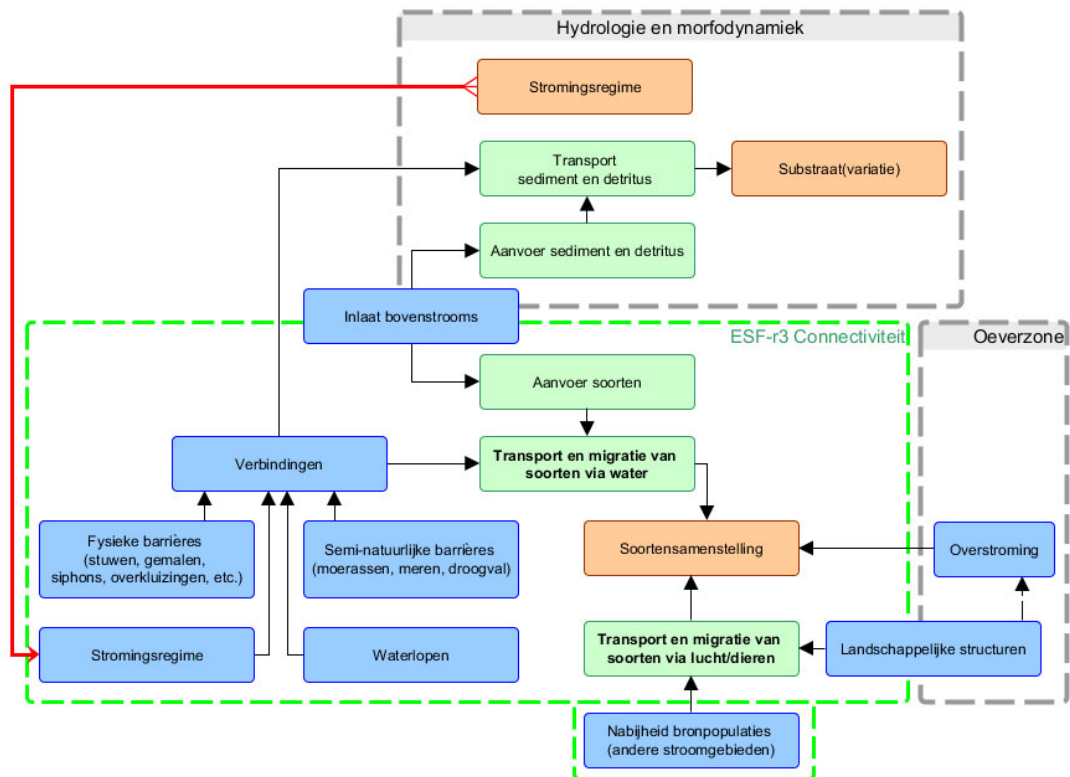 Hydrologie en morfodynamiek
Stromingsregime
Transport
sediment en detritus
Substraat(variatie)
Aanvoer sediment en detritus
Inlaat bovenstrooms
ESF-r3 Connectiviteit
Oeverzone
Aanvoer soorten
Verbindingen
Transport en migratie van
soorten via water
Fysieke barrières
(stuwen, gemalen,
siphons, overkluizingen, etc.)
Semi-natuurlijke barrières
(moerassen, meren, droogval)
Soortensamenstelling
Overstroming
Stromingsregime
Waterlopen
Transport en migratie van
soorten via lucht/dieren
Landschappelijke structuren
Nabijheid bronpopulaties
(andere stroomgebieden)